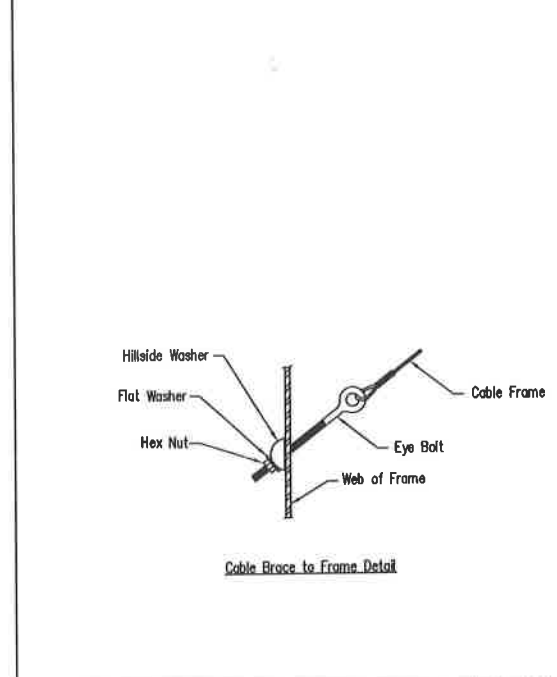 Hillside Washer
Flat Washer
Hex Nut
Cable Frame
Eye Bolt
Web of Frame
Cable Brace to Frame Detail